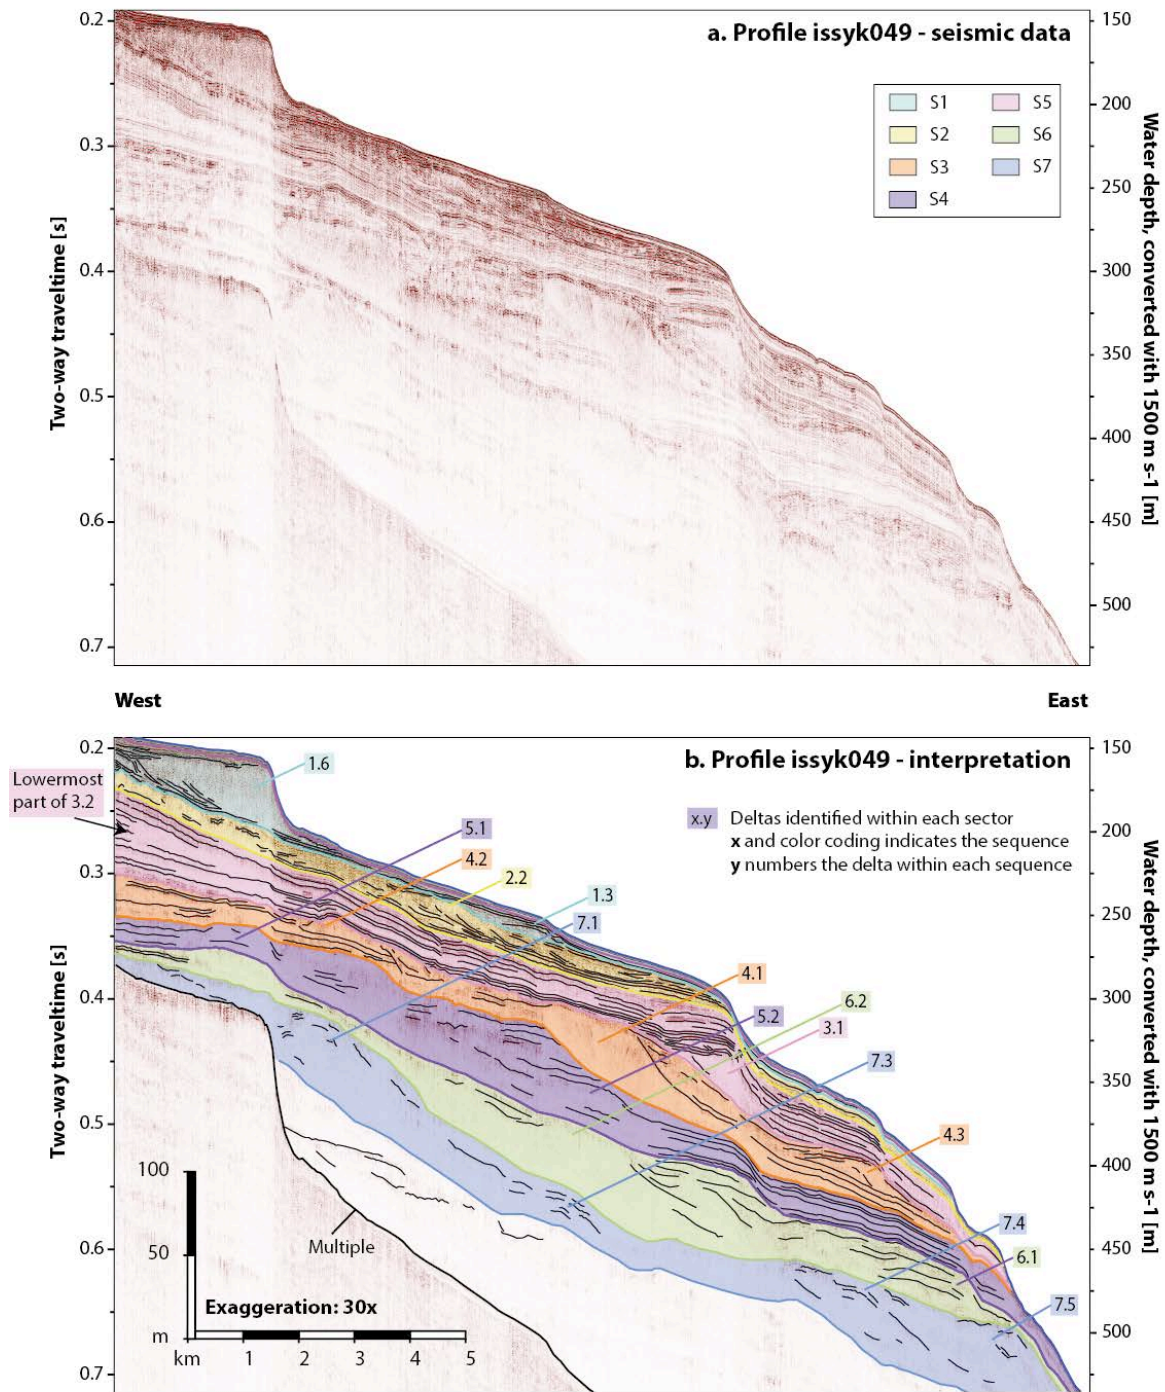 a. Profile issyk049 - seismic data
S1
S2
S3
S4
S5
S6
S7
0.2
0.3
0.4
0.5
0.6
0.7
Two-way traveltime [s]
150
200
250
300
350
400
450
500
Water depth, converted with 1500 m s-1 [m]
West
East
b. Profile issyk049 - interpretation
x.y Deltas identified within each sector
x and color coding indicates the sequence
y numbers the delta within each sequence
0.2
0.3
0.4
0.5
0.6
0.7
Two-way traveltime [s]
150
200
250
300
350
400
450
500
Water depth, converted with 1500 m s-1 [m]
Lowermost
part of 3.2
1.6
5.1
4.2
2.2
1.3
7.1
4.1
6.2
5.2
3.1
7.3
4.3
7.4
6.1
7.5
Multiple
100
50
m
Exaggeration: 30x
km 1 2 3 4 5